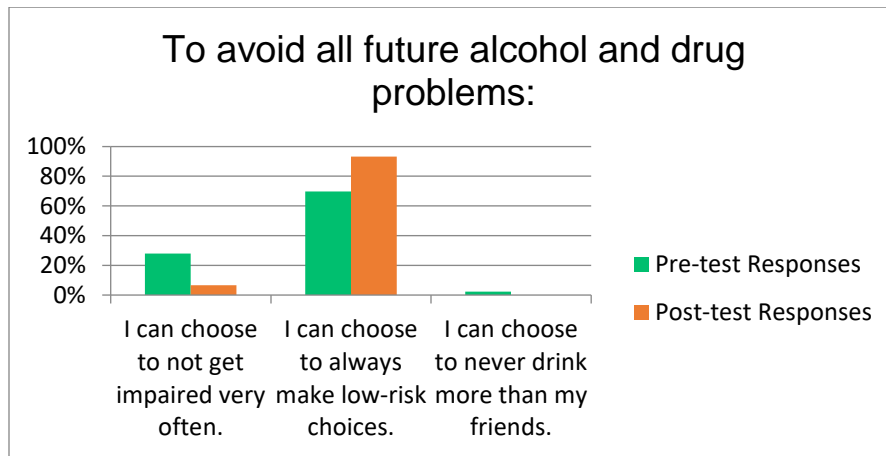 To avoid all future alcohol and drug
problems:
100%
80%
60%
40%
20%
0%
I can choose
to not get
impaired very
often.
I can choose
to always
make low-risk
choices.
I can choose
to never drink
more than my
friends.
Pre-test Responses
Post-test Responses